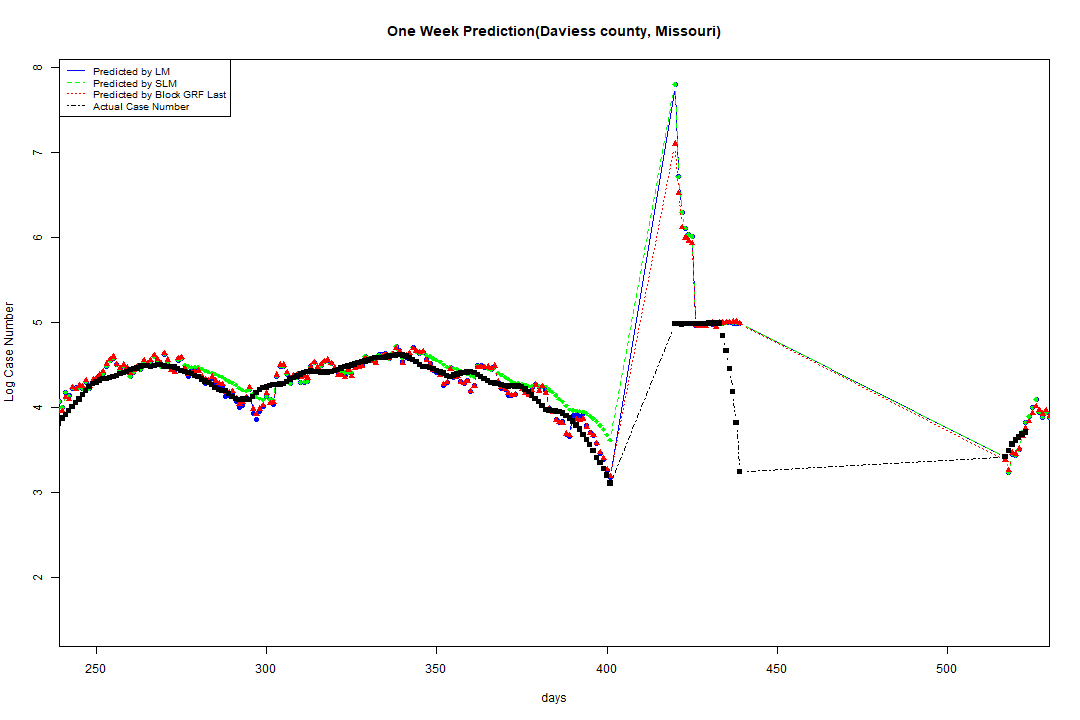 One Week Prediction(Daviess county, Missouri)
Predicted by LM
Predicted by SLM
Predicted by Block GRF Last
Actual Case Number
8
7
6
5
4
3
2
Log Case Number
250 300 350 400 450 500
days